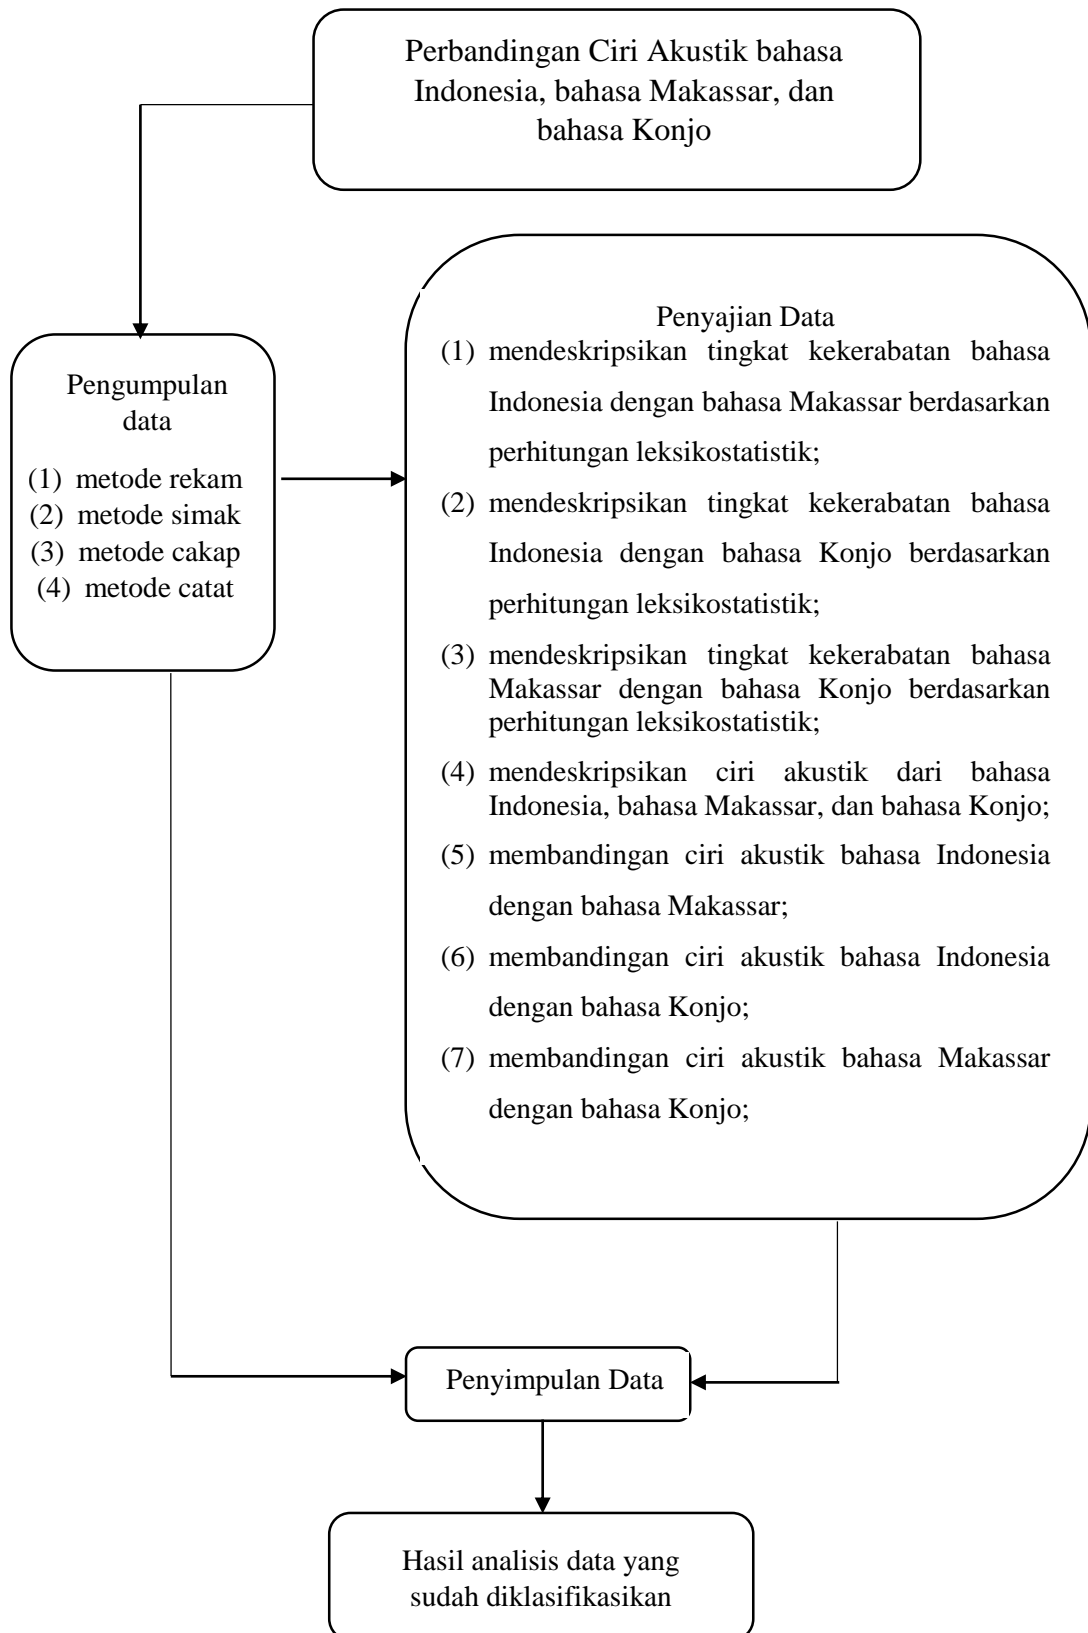 Perbandingan Ciri Akustik bahasa
Indonesia, bahasa Makassar, dan
bahasa Konjo
Pengumpulan
data
(1) metode rekam
(2) metode simak
(3) metode cakap
(4) metode catat
Penyajian Data
(1) mendeskripsikan tingkat kekerabatan bahasa
Indonesia dengan bahasa Makassar berdasarkan
perhitungan leksikostatistik;
(2) mendeskripsikan tingkat kekerabatan bahasa
Indonesia dengan bahasa Konjo berdasarkan
perhitungan leksikostatistik;
(3) mendeskripsikan tingkat kekerabatan bahasa
Makassar dengan bahasa Konjo berdasarkan
perhitungan leksikostatistik;
(4) mendeskripsikan ciri akustik dari bahasa
Indonesia, bahasa Makassar, dan bahasa Konjo;
(5) membandingan ciri akustik bahasa Indonesia
dengan bahasa Makassar;
(6) membandingan ciri akustik bahasa Indonesia
dengan bahasa Konjo;
(7) membandingan ciri akustik bahasa Makassar
dengan bahasa Konjo;
Penyimpulan Data
Hasil analisis data yang
sudah diklasifikasikan